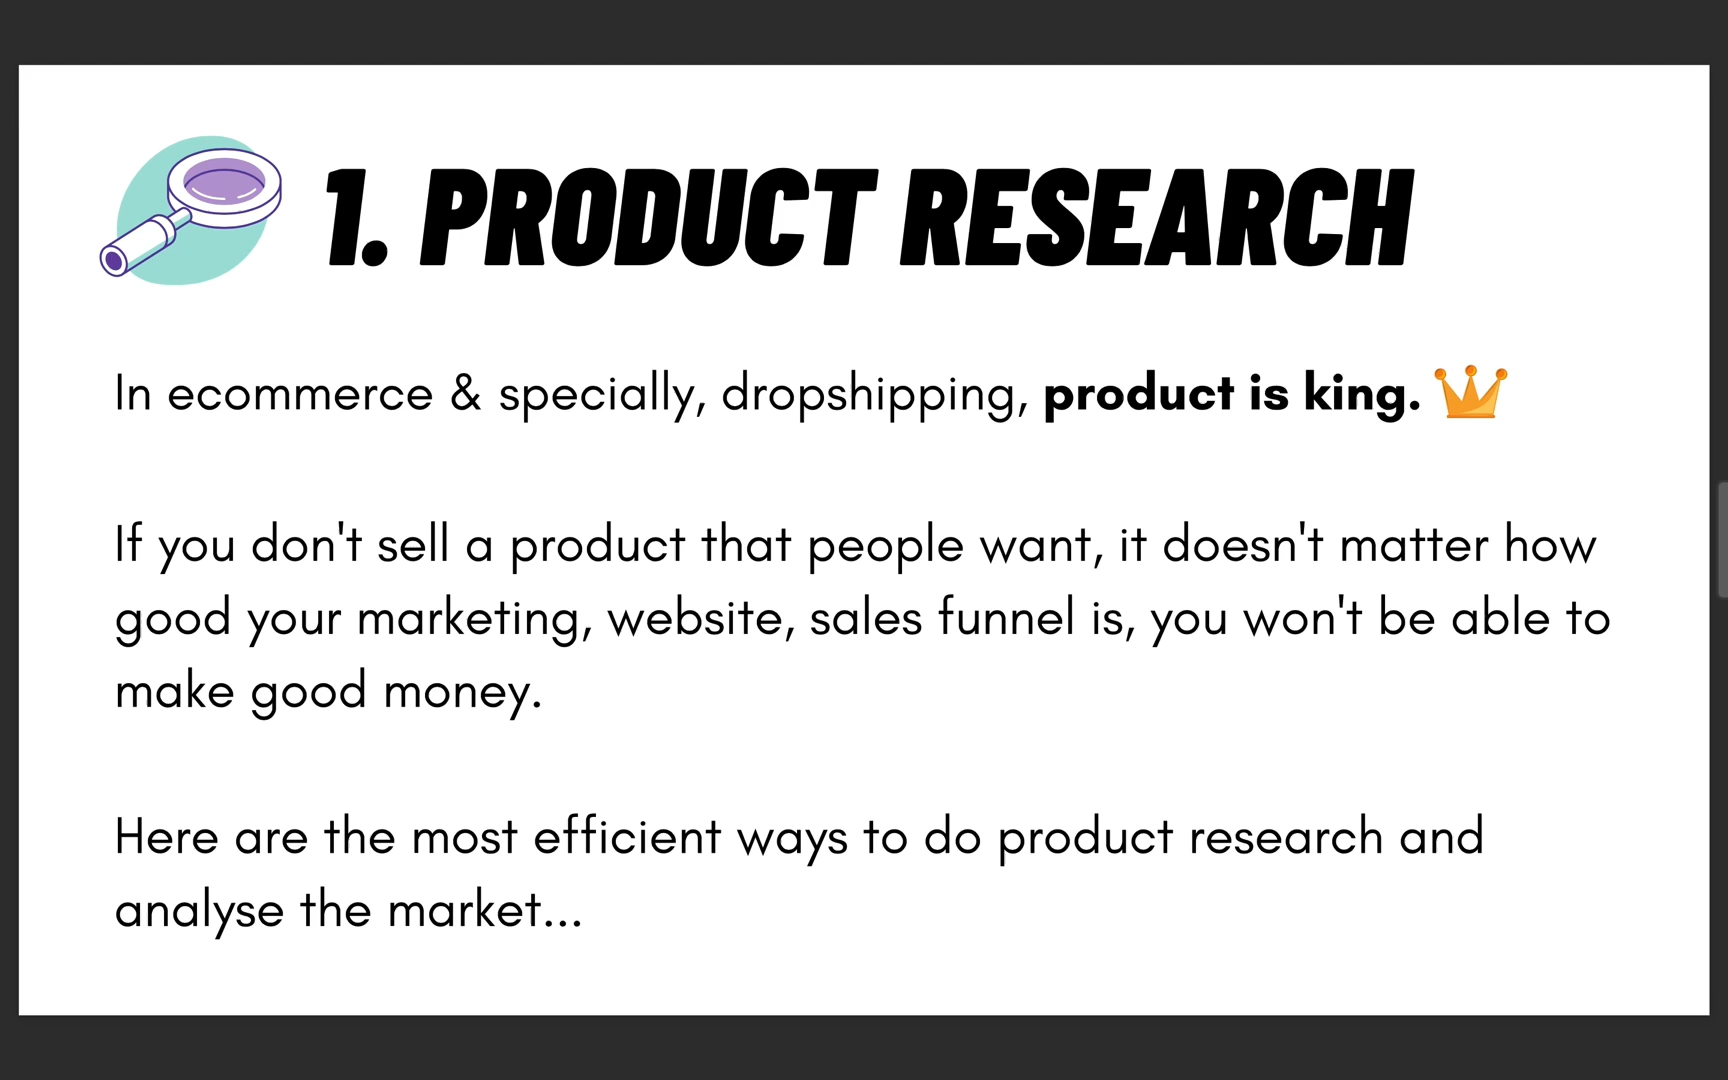 1. PRODUCT RESEARCH
In ecommerce & specially, dropshipping, product is king. 👑
If you don't sell a product that people want, it doesn't matter how
good your marketing, website, sales funnel is, you won't be able to
make good money.
Here are the most efficient ways to do product research and
analyse the market...